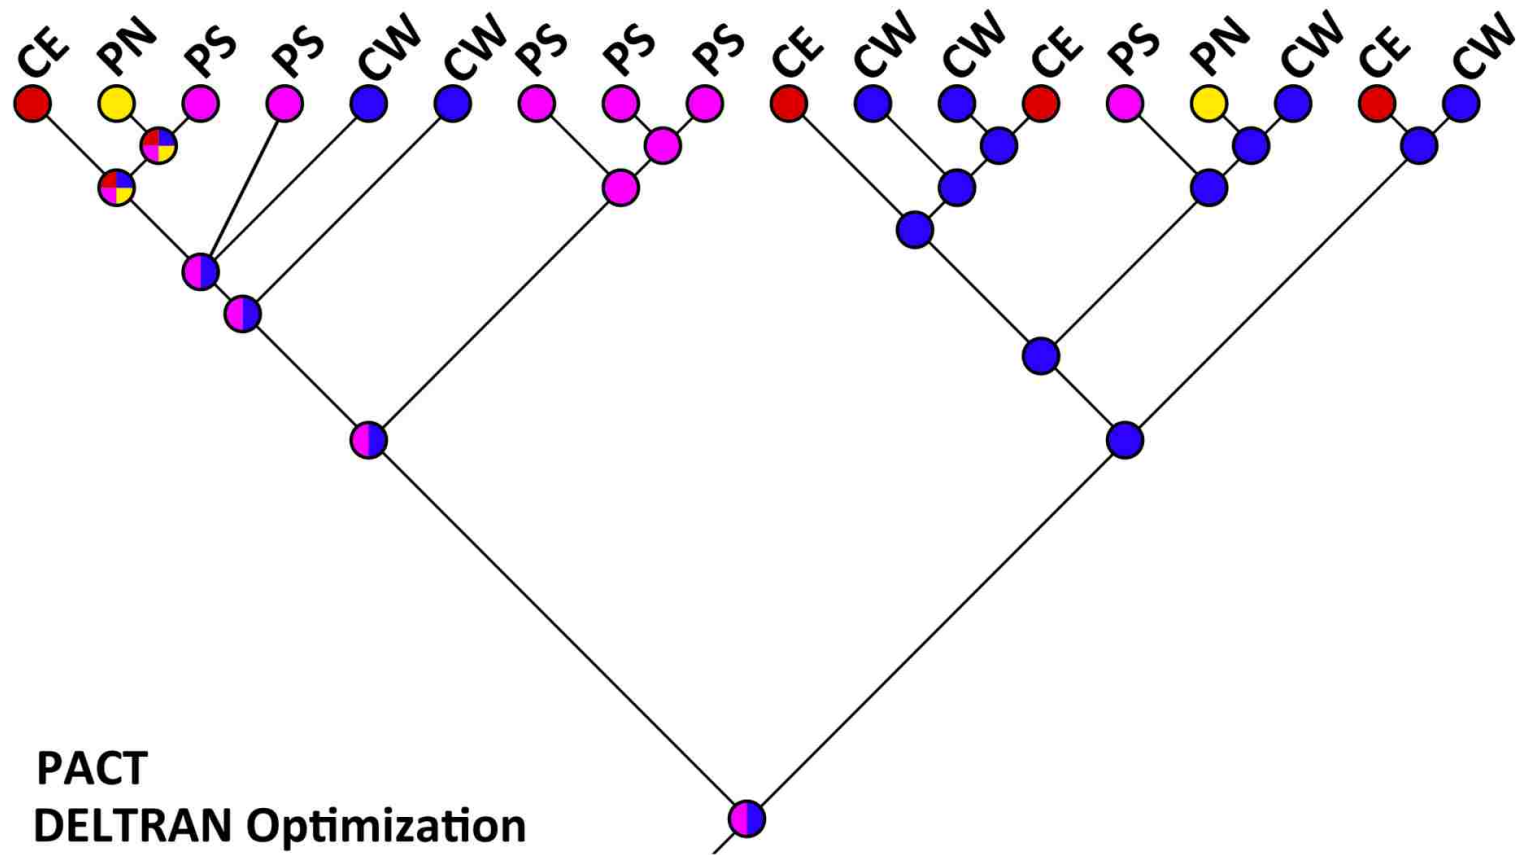 CE PN PS PS CW CW PS PS PS CE CW CW CE PS PN CW CE CW
PACT
DELTRAN Optimization